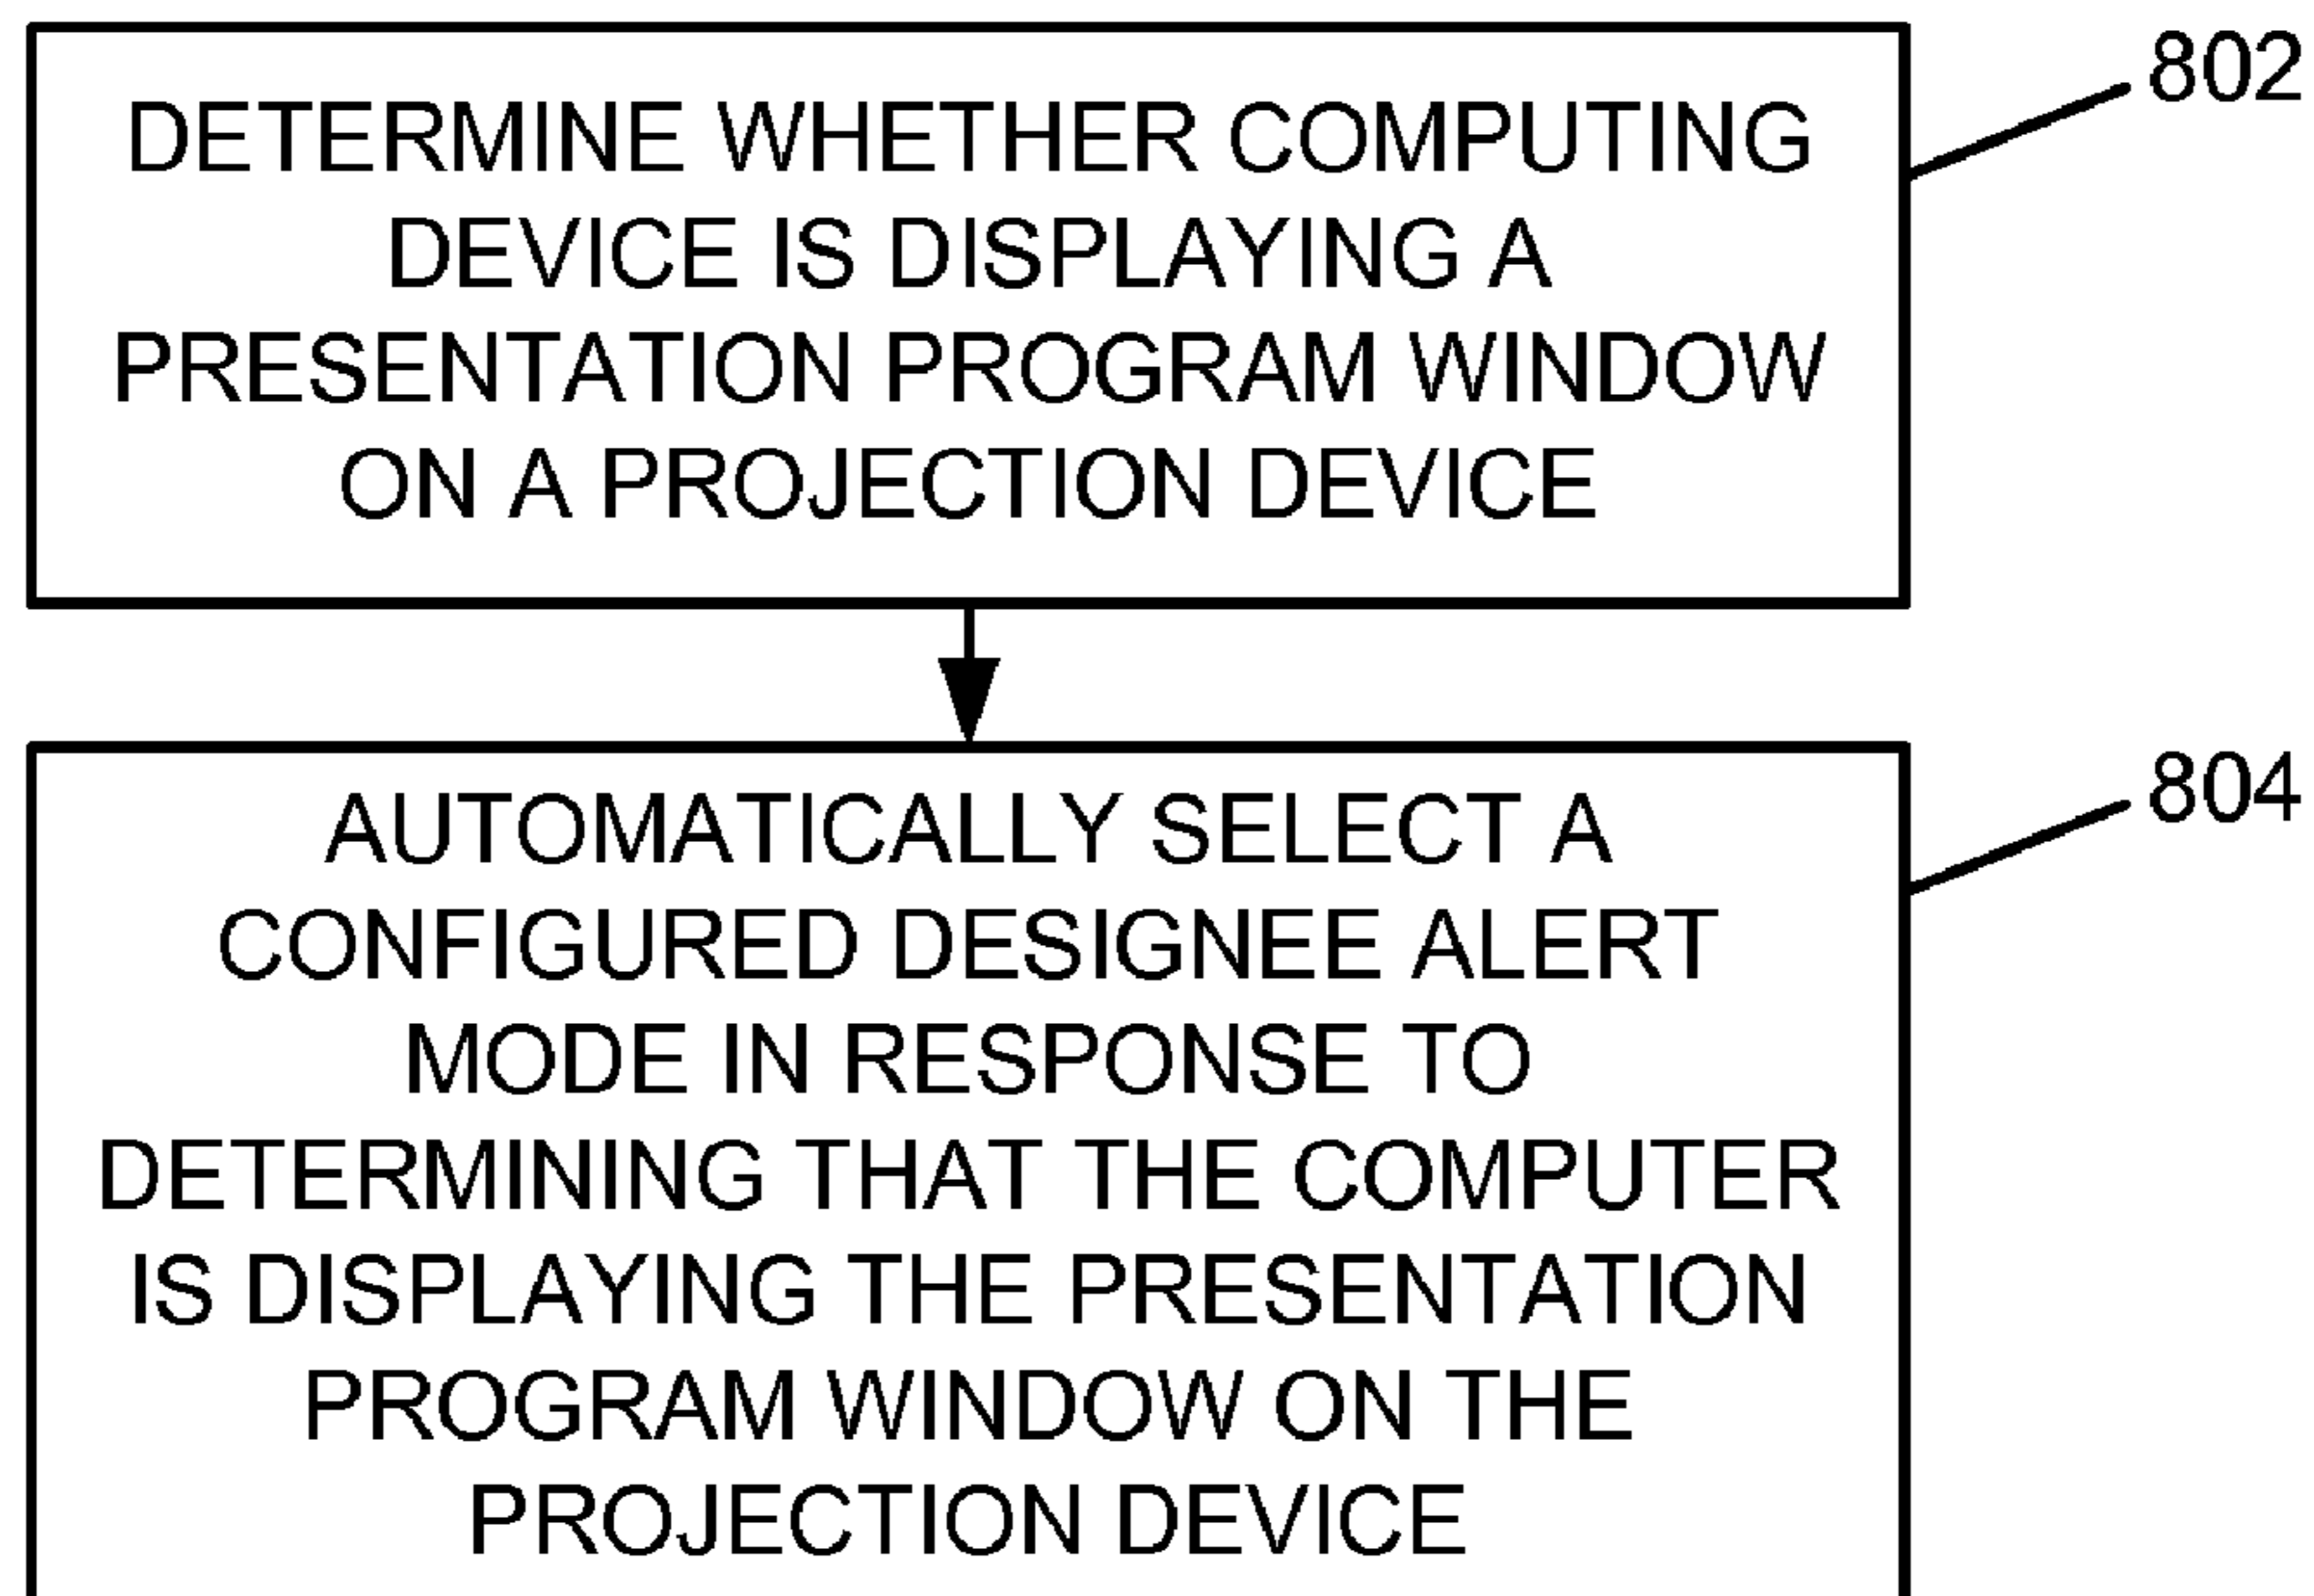 DETERMINE WHETHER COMPUTING
DEVICE IS DISPLAYING A
PRESENTATION PROGRAM WINDOW
ON A PROJECTION DEVICE
802
AUTOMATICALLY SELECT A
CONFIGURED DESIGNEE ALERT
MODE IN RESPONSE TO
DETERMINING THAT THE COMPUTER
IS DISPLAYING THE PRESENTATION
PROGRAM WINDOW ON THE
PROJECTION DEVICE
804